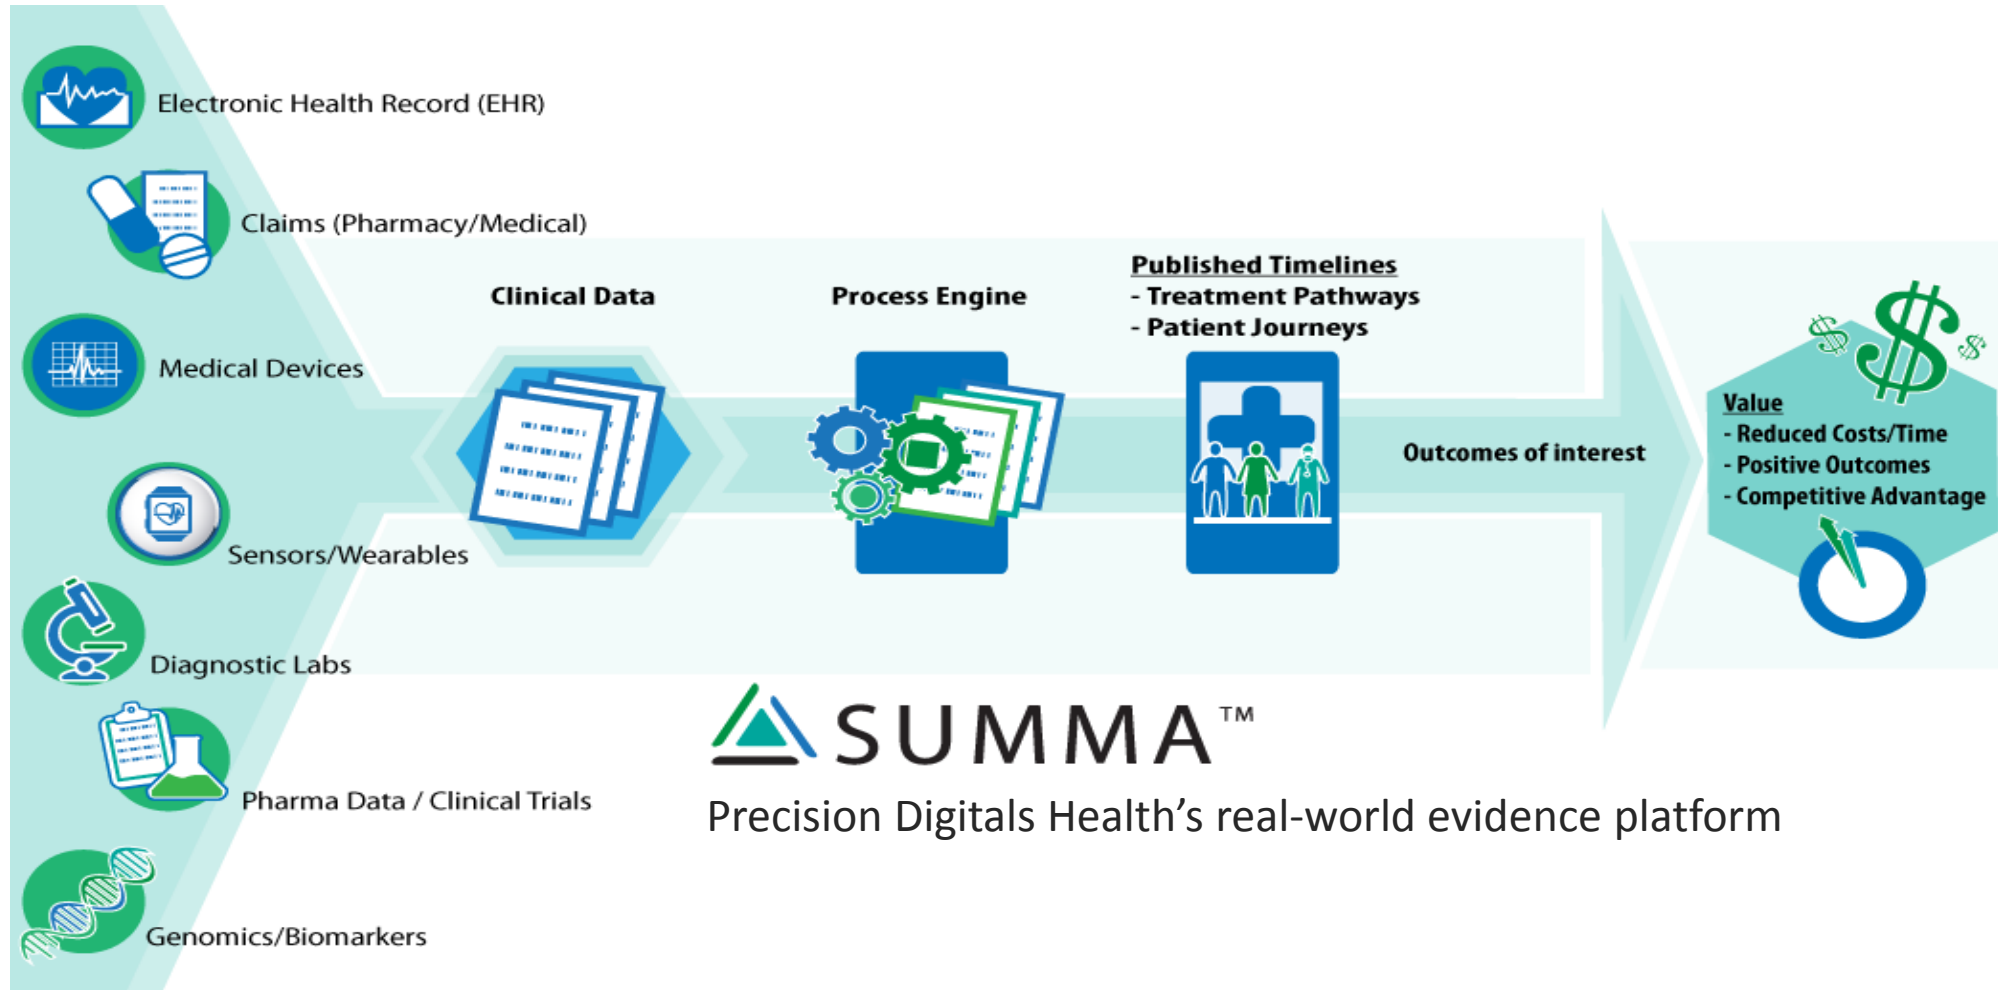 Electronic Health Record (EHR)
Claims (Pharmacy/Medical)
Medical Devices
Sensors/Wearables
Diagnostic Labs
Pharma Data / Clinical Trials
Genomics/Biomarkers
Clinical Data
Process Engine
Published Timelines
- Treatment Pathways
- Patient Journeys
Outcomes of interest
Value
- Reduced Costs/Time
- Positive Outcomes
- Competitive Advantage
SUMMA™
Precision Digitals Health’s real-world evidence platform